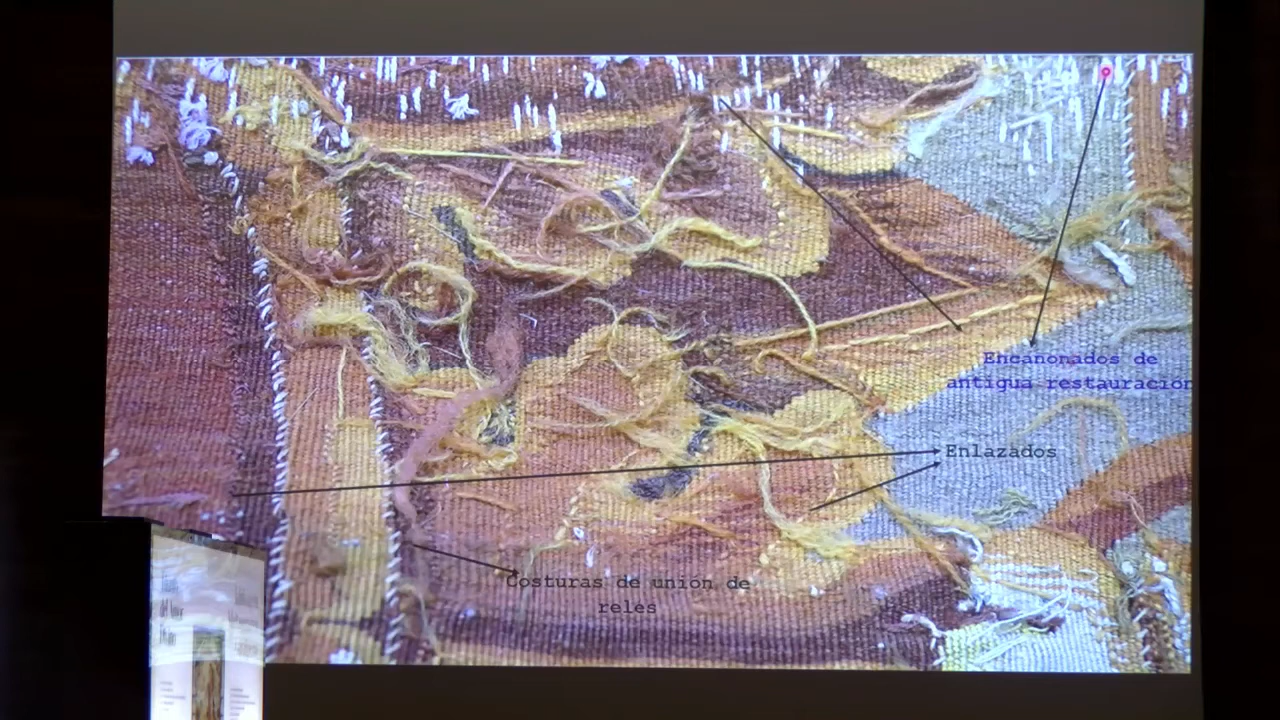 Encañonados de
antigua restauración
Enlazados
Costuras de unión de
relés